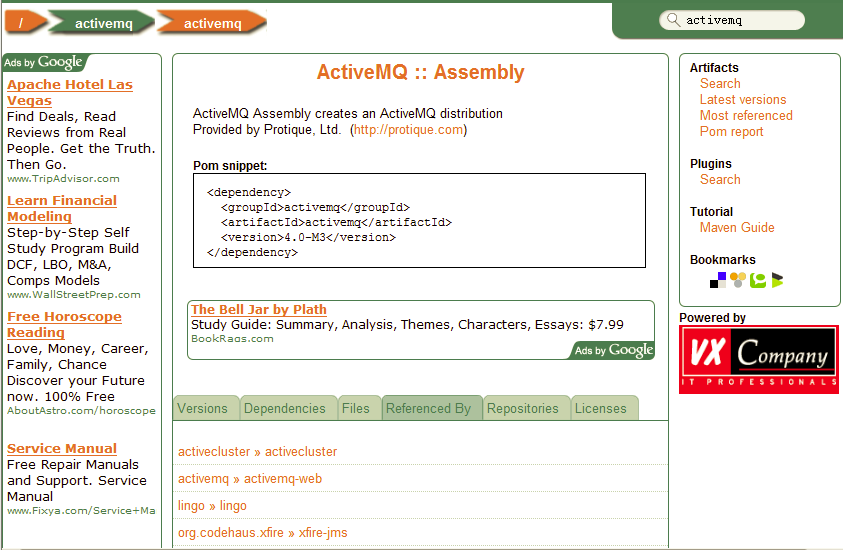 / activemq activemq
activemq
Ads by Google
Apache Hotel Las
Vegas
Find Deals, Read
Reviews from Real
People. Get the Truth.
Then Go.
www.TripAdvisor.com
Learn Financial
Modeling
Step-by-Step Self
Study Program Build
DCF, LBO, M&A,
Comps Models
www.WallStreetPrep.com
Free Horoscope
Reading
Love, Money, Career,
Family, Chance
Discover your Future
now. 100% Free
AboutAstro.com/horoscope
Service Manual
Free Repair Manuals
and Support. Service
Manual
www.Fixya.com/Service+Ma
ActiveMQ :: Assembly
ActiveMQ Assembly creates an ActiveMQ distribution
Provided by Protique, Ltd. (http://protique.com)
Pom snippet:
<dependency>
<groupId>activemq</groupId>
<artifactId>activemq</artifactId>
<version>4.0-M3</version>
</dependency>
The Bell Jar by Plath
Study Guide: Summary, Analysis, Themes, Characters, Essays: $7.99
BookRags.com
Ads by Google
Versions Dependencies Files Referenced By Repositories Licenses
activecluster » activecluster
activemq » activemq-web
lingo » lingo
org.codehaus.xfire » xfire-jms
Artifacts
Search
Latest versions
Most referenced
Pom report
Plugins
Search
Tutorial
Maven Guide
Bookmarks
Powered by
VX Company
IT PROFESSIONALS